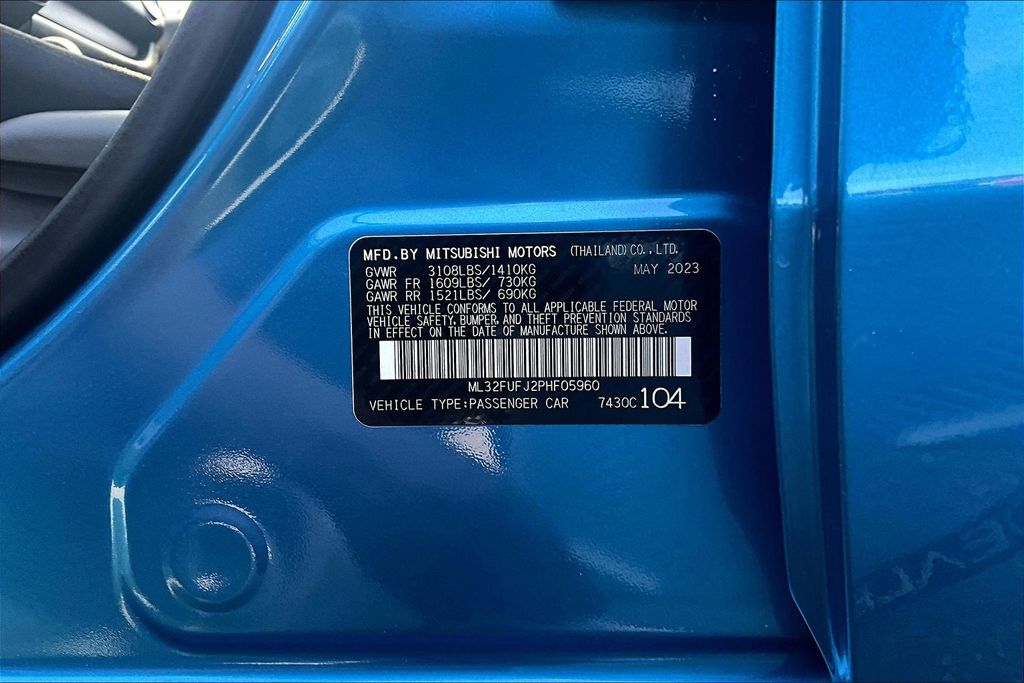 MFD.BY MITSUBISHI MOTORS (THAILAND)CO.,LTD.
GVWR 3108LBS/1410KG MAY 2023
GAWR FR 1609LBS/ 730KG
GAWR RR 1521LBS/ 690KG
THIS VEHICLE CONFORMS TO ALL APPLICABLE FEDERAL MOTOR
VEHICLE SAFETY, BUMPER, AND THEFT PREVENTION STANDARDS
IN EFFECT ON THE DATE OF MANUFACTURE SHOWN ABOVE.
ML32FUFJ2PHF05960
VEHICLE TYPE:PASSENGER CAR 7430C 104